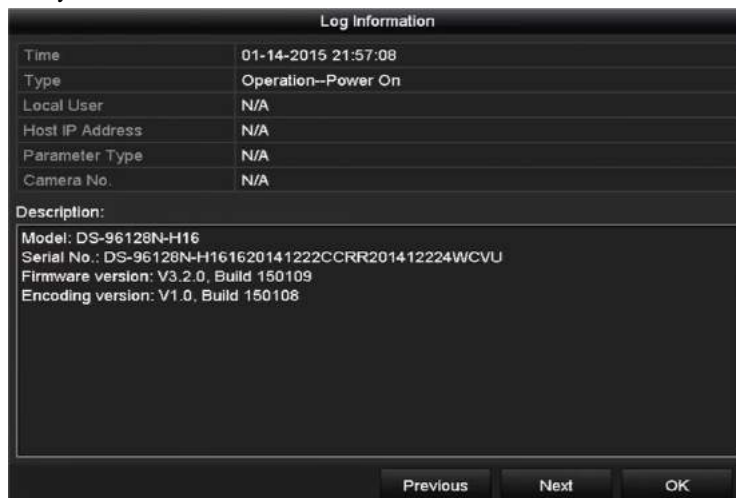 Log Information
Time 01-14-2015 21:57:08
Type Operation--Power On
Local User N/A
Host IP Address N/A
Parameter Type N/A
Camera No. N/A
Description:
Model: DS-96128N-H16
Serial No.: DS-96128N-H161620141222CCRR201412224WCVU
Firmware version: V3.2.0, Build 150109
Encoding version: V1.0, Build 150108
Previous Next OK